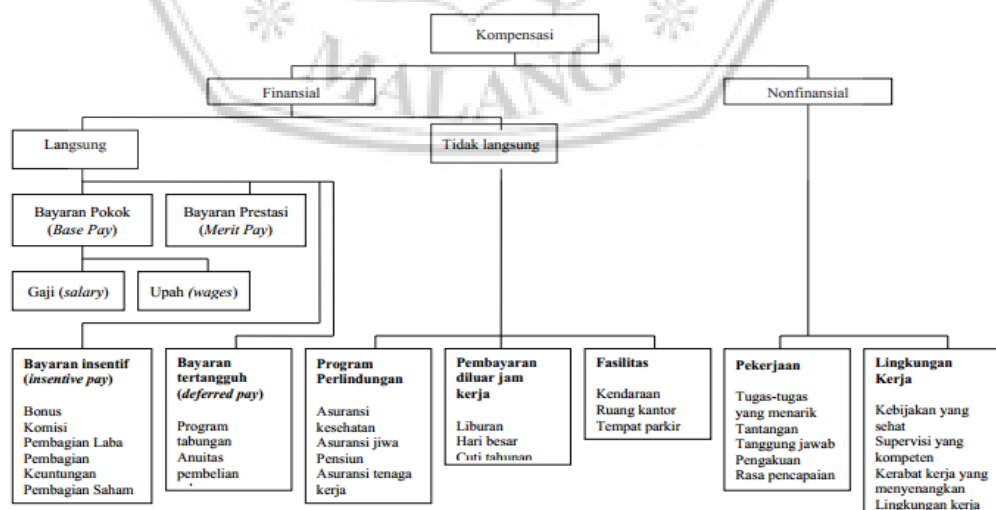 Kompensasi
MALANG
Finansial
Nonfinansial
Langsung
Tidak langsung
Bayaran Pokok
(Base Pay)
Bayaran Prestasi
(Merit Pay)
Gaji (salary)
Upah (wages)
Bayaran insentif
(insentive pay)
Bonus
Komisi
Pembagian Laba
Pembagian
Keuntungan
Pembagian Saham
Bayaran
tertangguh
(deferred pay)
Program
tabungan
Anuitas
pembelian
Program
Perlindungan
Asuransi
kesehatan
Asuransi jiwa
Pensiun
Asuransi tenaga
kerja
Pembayaran
diluar jam
kerja
Liburan
Hari besar
Cuti tahunan
Fasilitas
Kendaraan
Ruang kantor
Tempat parkir
Pekerjaan
Tugas-tugas
yang menarik
Tantangan
Tanggung jawab
Pengakuan
Rasa pencapaian
Lingkungan
Kerja
Kebijakan yang
sehat
Supervisi yang
kompeten
Kerabat kerja yang
menyenangkan
Lingkungan kerja